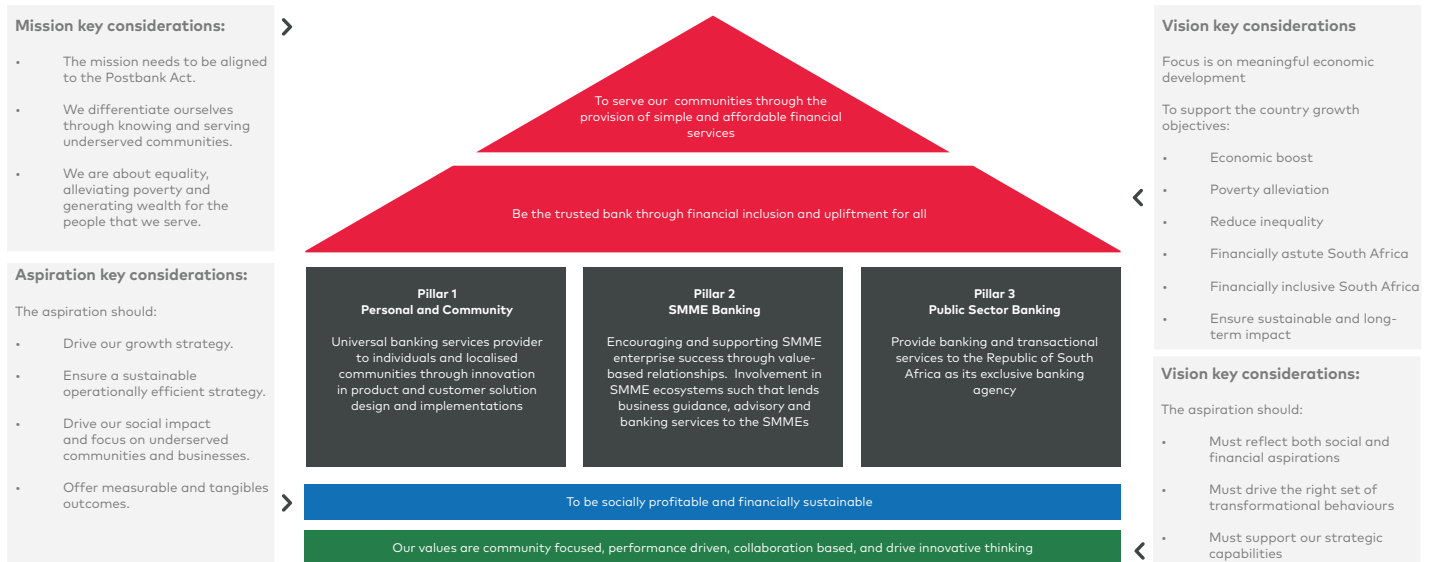 Mission key considerations:
• The mission needs to be aligned
to the Postbank Act.
• We differentiate ourselves
through knowing and serving
underserved communities.
• We are about equality,
alleviating poverty and
generating wealth for the
people that we serve.
Aspiration key considerations:
The aspiration should:
• Drive our growth strategy.
• Ensure a sustainable
operationally efficient strategy.
• Drive our social impact
and focus on underserved
communities and businesses.
• Offer measurable and tangibles
outcomes.
To serve our communities through the
provision of simple and affordable financial
services
Be the trusted bank through financial inclusion and upliftment for all
Pillar 1
Personal and Community
Universal banking services provider
to individuals and localised
communities through innovation
in product and customer solution
design and implementations
Pillar 2
SMME Banking
Encouraging and supporting SMME
enterprise success through value-
based relationships. Involvement in
SMME ecosystems such that lends
business guidance, advisory and
banking services to the SMMEs
Pillar 3
Public Sector Banking
Provide banking and transactional
services to the Republic of South
Africa as its exclusive banking
agency
To be socially profitable and financially sustainable
Our values are community focused, performance driven, collaboration based, and drive innovative thinking
Vision key considerations
Focus is on meaningful economic
development
To support the country growth
objectives:
• Economic boost
• Poverty alleviation
• Reduce inequality
• Financially astute South Africa
• Financially inclusive South Africa
• Ensure sustainable and long-
term impact
Vision key considerations:
The aspiration should:
• Must reflect both social and
financial aspirations
• Must drive the right set of
transformational behaviours
• Must support our strategic
capabilities